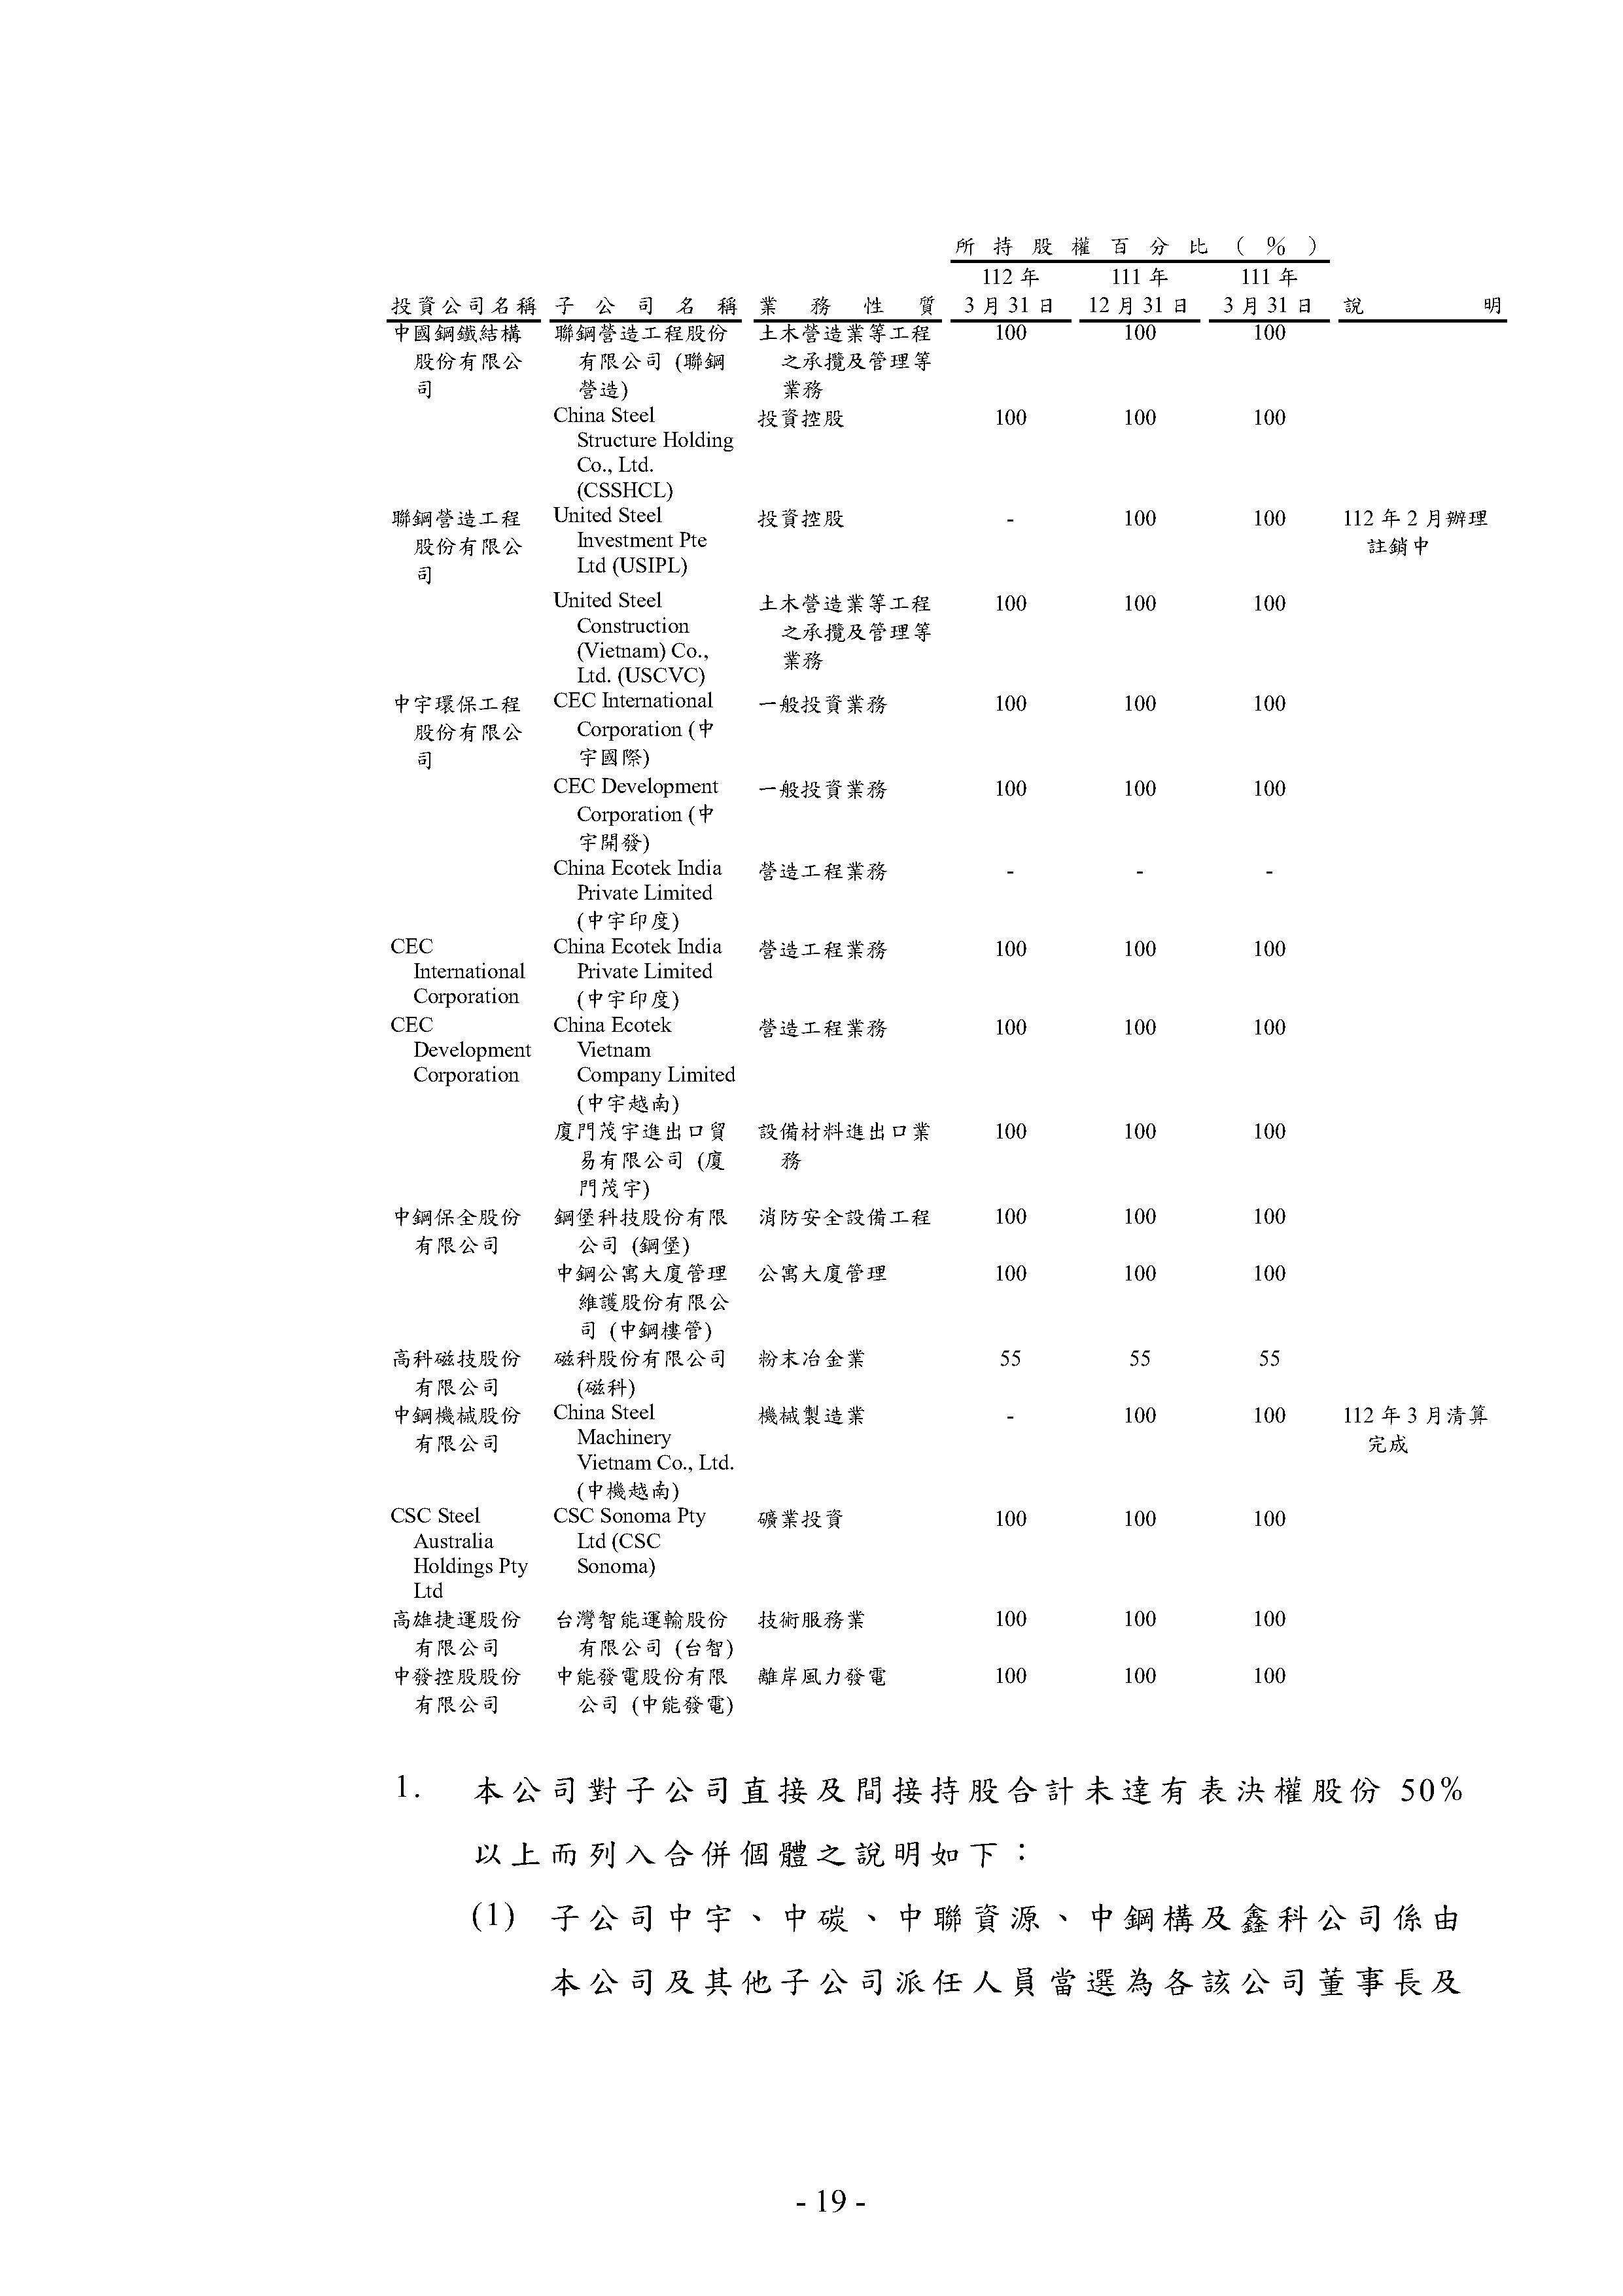 所持股權百分比（%）
112 年 111 年 111 年
投資公司名稱 子公司名稱 業務性質 3 月 31 日 12 月 31 日 3 月 31 日 說明
中國鋼鐵結構 聯鋼營造工程股份 土木營造業等工程 100 100 100
股份有限公 有限公司 (聯鋼 之承攬及管理等
司 營造) 業務
China Steel 投資控股 100 100 100
Structure Holding
Co., Ltd.
(CSSHCL)
聯鋼營造工程 United Steel 投資控股 - 100 100 112 年 2 月辦理
股份有限公 Investment Pte 註銷中
司 Ltd (USIPL)
United Steel 土木營造業等工程 100 100 100
Construction 之承攬及管理等
(Vietnam) Co., 業務
Ltd. (USCVC)
中宇環保工程 CEC International 一般投資業務 100 100 100
股份有限公 Corporation (中
司 宇國際)
CEC Development 一般投資業務 100 100 100
Corporation (中
宇開發)
China Ecotek India 營造工程業務 - - -
Private Limited
(中宇印度)
CEC China Ecotek India 營造工程業務 100 100 100
International Private Limited
Corporation (中宇印度)
CEC China Ecotek 營造工程業務 100 100 100
Development Vietnam
Corporation Company Limited
(中宇越南)
廈門茂宇進出口貿 設備材料進出口業 100 100 100
易有限公司 (廈 務
門茂宇)
中鋼保全股份 鋼堡科技股份有限 消防安全設備工程 100 100 100
有限公司 公司 (鋼堡)
中鋼公寓大廈管理 公寓大廈管理 100 100 100
維護股份有限公
司 (中鋼樓管)
高科磁技股份 磁科股份有限公司 粉末冶金業 55 55 55
有限公司 (磁科)
中鋼機械股份 China Steel 機械製造業 - 100 100 112 年 3 月清算
有限公司 Machinery 完成
Vietnam Co., Ltd.
(中機越南)
CSC Steel CSC Sonoma Pty 礦業投資 100 100 100
Australia Ltd (CSC
Holdings Pty Sonoma)
Ltd
高雄捷運股份 台灣智能運輸股份 技術服務業 100 100 100
有限公司 有限公司 (台智)
中發控股股份 中能發電股份有限 離岸風力發電 100 100 100
有限公司 公司 (中能發電)
1. 本公司對子公司直接及間接持股合計未達有表決權股份 50%
以上而列入合併個體之說明如下：
(1) 子公司中宇、中碳、中聯資源、中鋼構及鑫科公司係由
本公司及其他子公司派任人員當選為各該公司董事長及
- 19 -